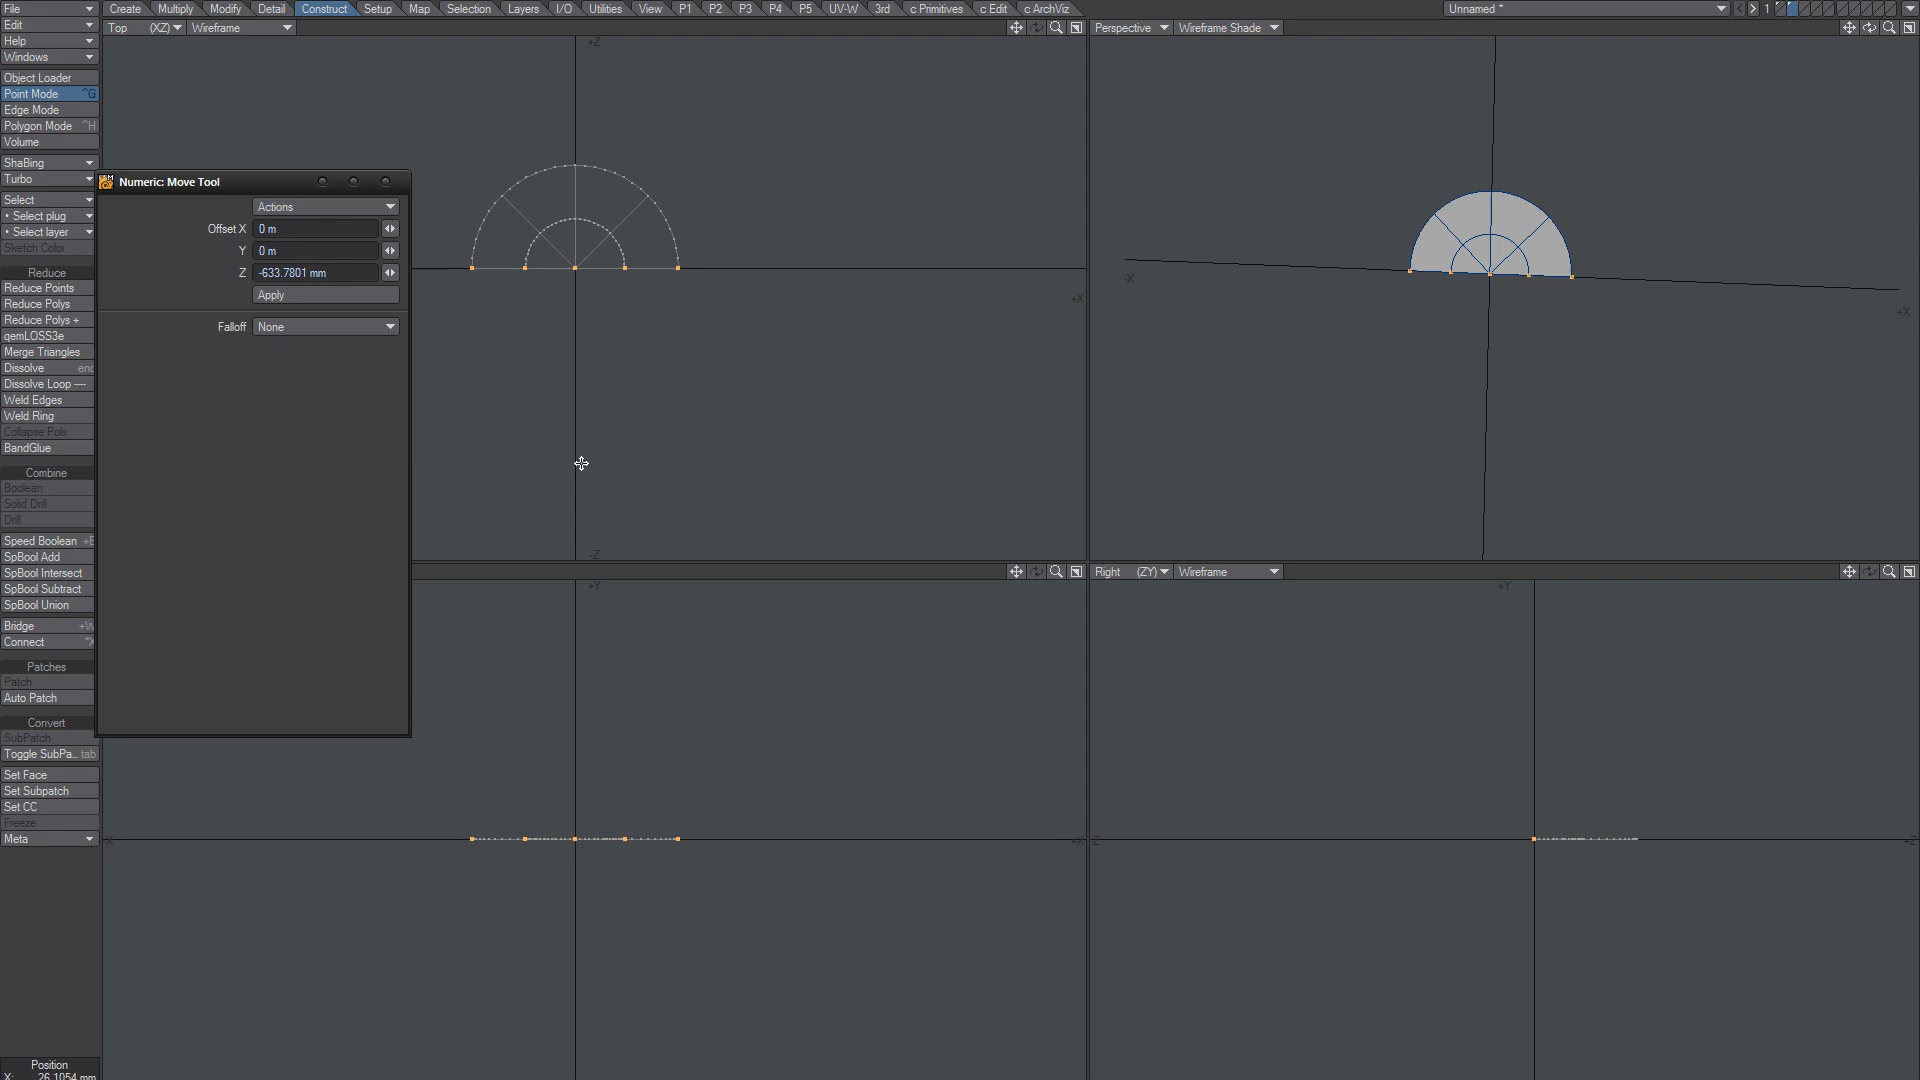 File
Create Multiply Modify Detail Construct Setup Map Selection Layers I/O Utilities View P1 P2 P3 P4 P5 UV-W 3rd c Primitives c Edit c ArchViz
Unnamed *
< > 1
Edit
Help
Windows
Object Loader
Point Mode ^G
Edge Mode
Polygon Mode ^H
Volume
ShaBing
Turbo
Select
• Select plug
• Select layer
Sketch Color
Reduce
Reduce Points
Reduce Polys
Reduce Polys +
qemLOSS3e
Merge Triangles
Dissolve end
Dissolve Loop ----
Weld Edges
Weld Ring
Collapse Pols
BandGlue
Combine
Boolean
Solid Drill
Drill
Speed Boolean
SpBool Add
SpBool Intersect
SpBool Subtract
SpBool Union
Bridge
Connect
Patches
Patch
Auto Patch
Convert
SubPatch
Toggle SubPa... tab
Set Face
Set Subpatch
Set CC
Freeze
Meta
Position
X: 26.1054 mm
Top (XZ) Wireframe
+Z
+X
-Z
Numeric: Move Tool
Actions
Offset X 0 m
Y 0 m
Z -633.7801 mm
Apply
Falloff None
Perspective Wireframe Shade
-X
+X
+Y
-X
+X
Right (ZY) Wireframe
+Y
-Z
+Z